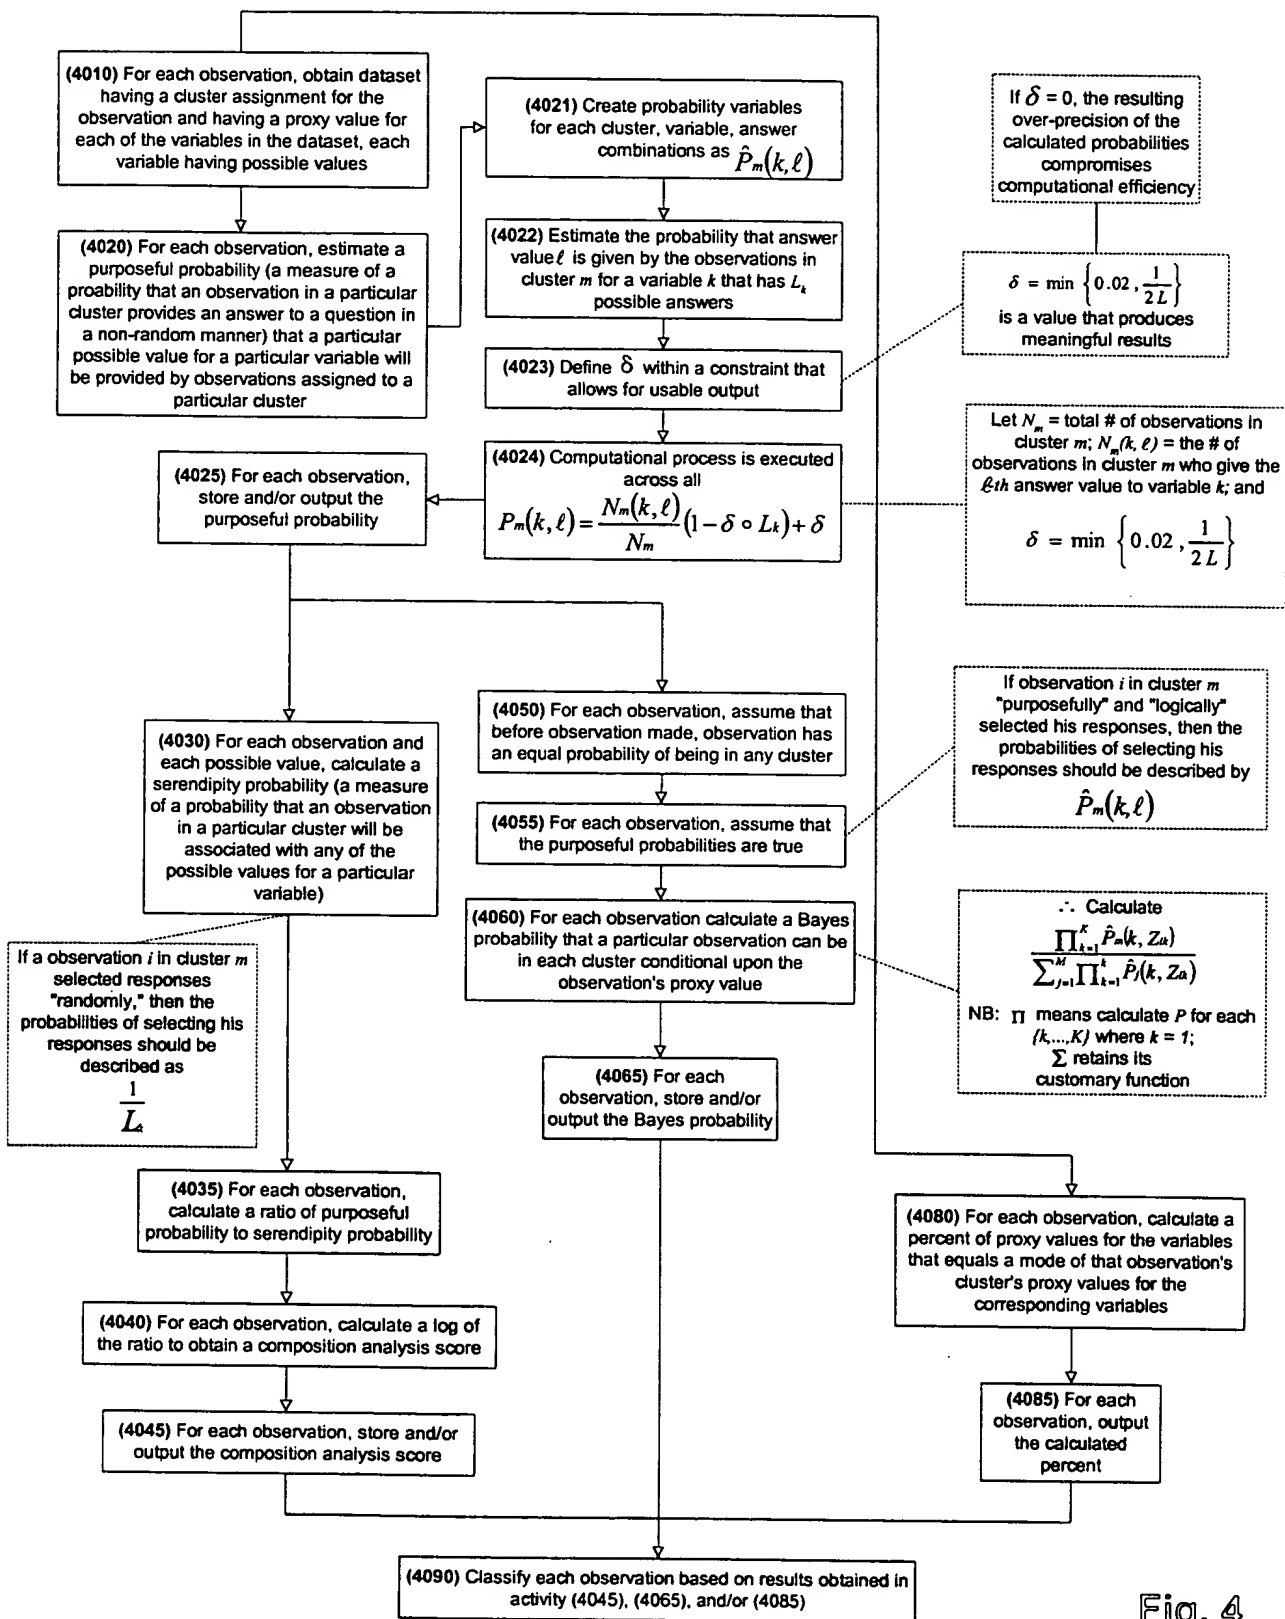 (4010) For each observation, obtain dataset
having a cluster assignment for the
observation and having a proxy value for
each of the variables in the dataset, each
variable having possible values
(4020) For each observation, estimate a
purposeful probability (a measure of a
proability that an observation in a particular
cluster provides an answer to a question in
a non-random manner) that a particular
possible value for a particular variable will
be provided by observations assigned to a
particular cluster
(4021) Create probability variables
for each cluster, variable, answer
combinations as P̂m(k,ℓ)
(4022) Estimate the probability that answer
value ℓ is given by the observations in
cluster m for a variable k that has Lk
possible answers
(4023) Define δ within a constraint that
allows for usable output
(4024) Computational process is executed
across all
Pm(k,ℓ) = Nm(k,ℓ)/Nm (1 − δ ∘ Lk) + δ
(4025) For each observation,
store and/or output the
purposeful probability
If δ = 0, the resulting
over-precision of the
calculated probabilities
compromises
computational efficiency
δ = min {0.02 , 1/2L}
is a value that produces
meaningful results
Let Nm = total # of observations in
cluster m; Nm(k, ℓ) = the # of
observations in cluster m who give the
ℓth answer value to variable k; and
δ = min {0.02 , 1/2L}
(4030) For each observation and
each possible value, calculate a
serendipity probability (a measure
of a probability that an observation
in a particular cluster will be
associated with any of the
possible values for a particular
variable)
If a observation i in cluster m
selected responses
"randomly," then the
probabilities of selecting his
responses should be
described as
1/Lk
(4035) For each observation,
calculate a ratio of purposeful
probability to serendipity probability
(4040) For each observation, calculate a log of
the ratio to obtain a composition analysis score
(4045) For each observation, store and/or
output the composition analysis score
(4050) For each observation, assume that
before observation made, observation has
an equal probability of being in any cluster
(4055) For each observation, assume that
the purposeful probabilities are true
(4060) For each observation calculate a Bayes
probability that a particular observation can be
in each cluster conditional upon the
observation's proxy value
(4065) For each
observation, store and/or
output the Bayes probability
If observation i in cluster m
"purposefully" and "logically"
selected his responses, then the
probabilities of selecting his
responses should be described by
P̂m(k,ℓ)
∴ Calculate
∏k=1^K P̂m(k, Zik)
∑j=1^M ∏k=1^k P̂j(k, Zik)
NB: ∏ means calculate P for each
{k,...,K} where k = 1;
∑ retains its
customary function
(4080) For each observation, calculate a
percent of proxy values for the variables
that equals a mode of that observation's
cluster's proxy values for the
corresponding variables
(4085) For each
observation, output
the calculated
percent
(4090) Classify each observation based on results obtained in
activity (4045), (4065), and/or (4085)
Fig. 4